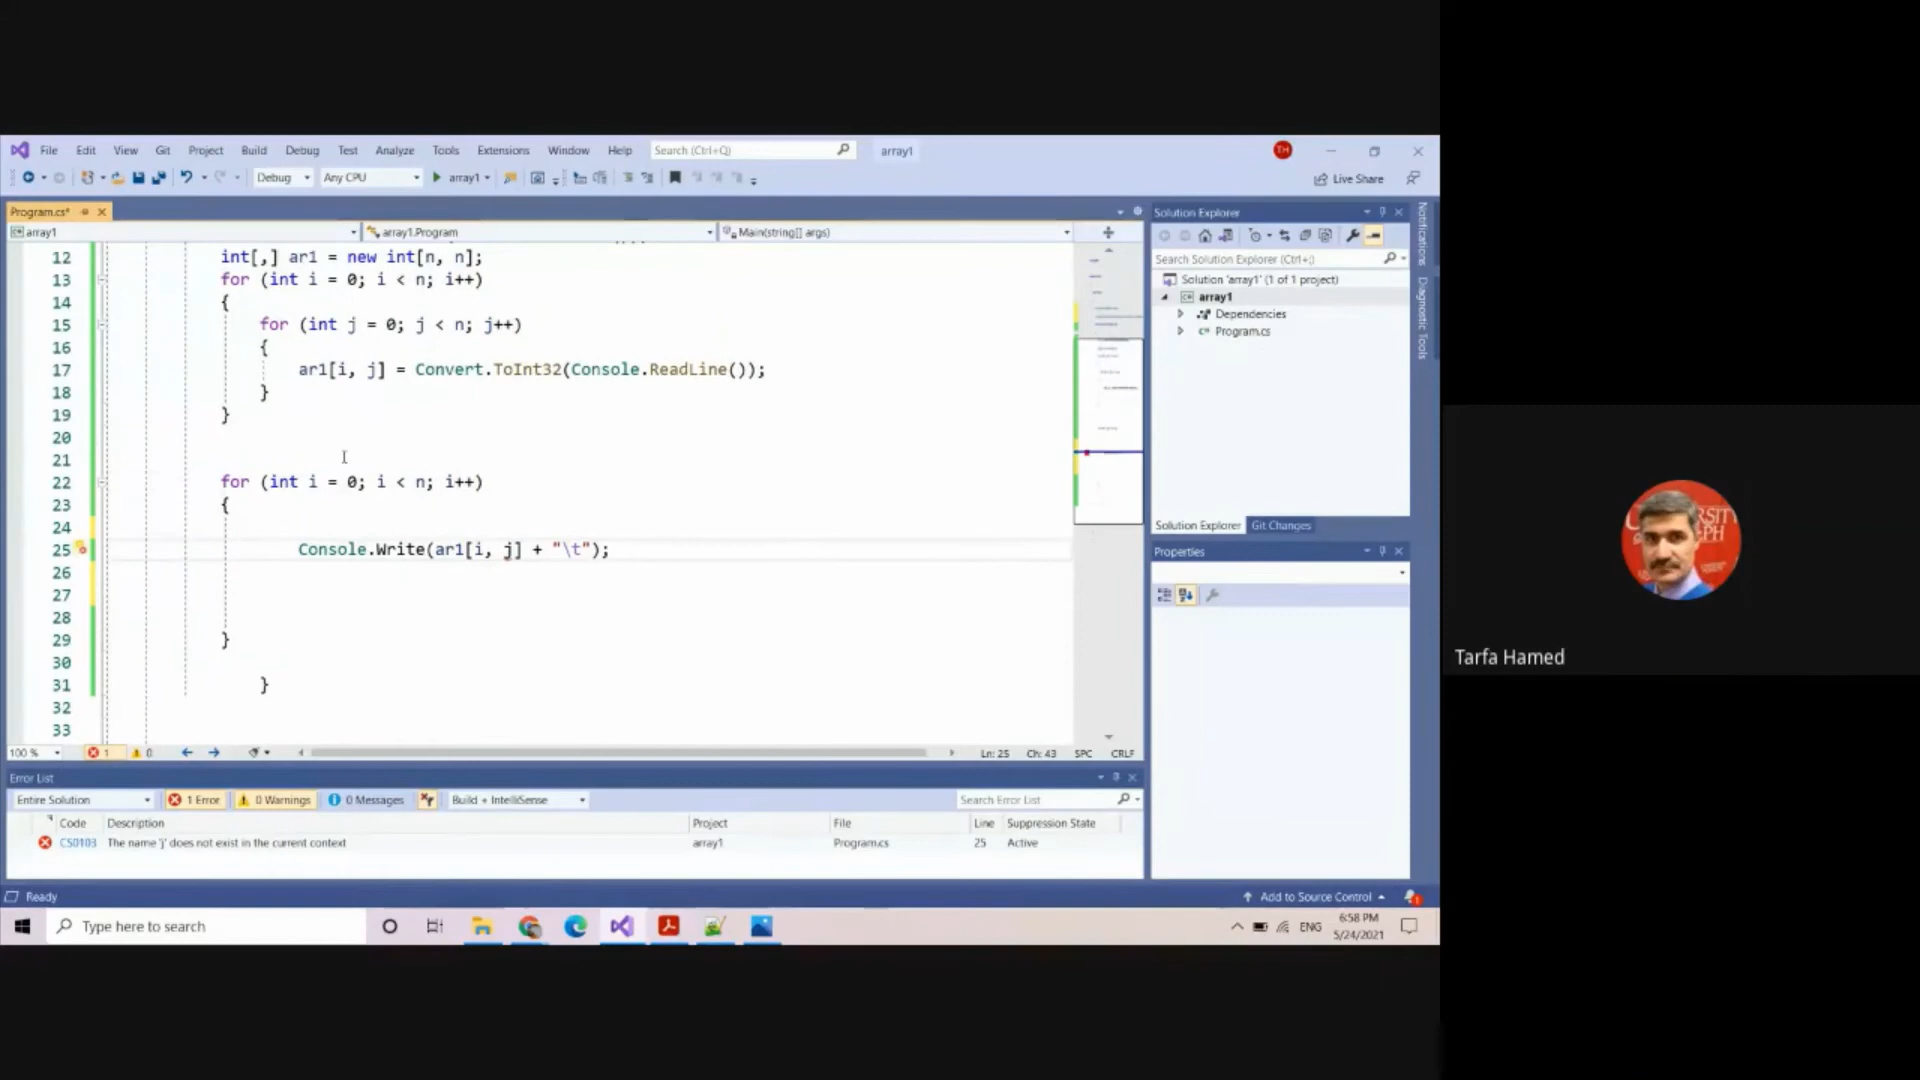 File Edit View Git Project Build Debug Test Analyze Tools Extensions Window Help Search (Ctrl+Q) array1
TH
Debug Any CPU array1 Live Share
Program.cs*
array1 array1.Program Main(string[] args)
12 int[,] ar1 = new int[n, n];
13 for (int i = 0; i < n; i++)
14 {
15 for (int j = 0; j < n; j++)
16 {
17 ar1[i, j] = Convert.ToInt32(Console.ReadLine());
18 }
19 }
20
21
22 for (int i = 0; i < n; i++)
23 {
24
25 Console.Write(ar1[i, j] + "\t");
26
27
28
29 }
30
31 }
32
33
100 % 1 0 Ln: 25 Ch: 43 SPC CRLF
Solution Explorer
Search Solution Explorer (Ctrl+;)
Solution 'array1' (1 of 1 project)
array1
Dependencies
Program.cs
Solution Explorer Git Changes
Properties
Notifications
Diagnostic Tools
Error List
Entire Solution 1 Error 0 Warnings 0 Messages Build + IntelliSense Search Error List
Code Description Project File Line Suppression State
CS0103 The name 'j' does not exist in the current context array1 Program.cs 25 Active
Ready Add to Source Control 1
Type here to search ENG 6:58 PM
5/24/2021
Tarfa Hamed